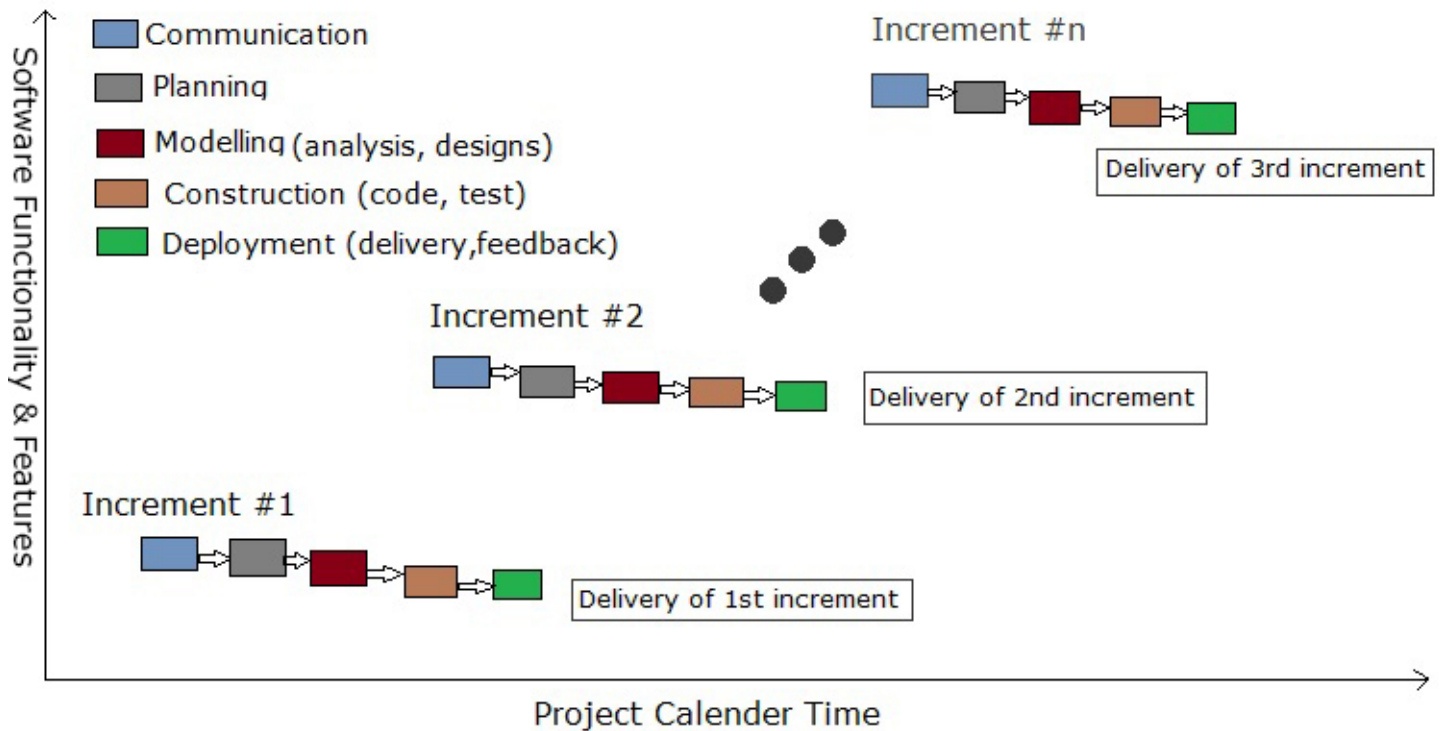 Software Functionality & Features
Communication
Planning
Modelling (analysis, designs)
Construction (code, test)
Deployment (delivery,feedback)
Increment #n
Delivery of 3rd increment
Increment #2
Delivery of 2nd increment
Increment #1
Delivery of 1st increment
Project Calender Time